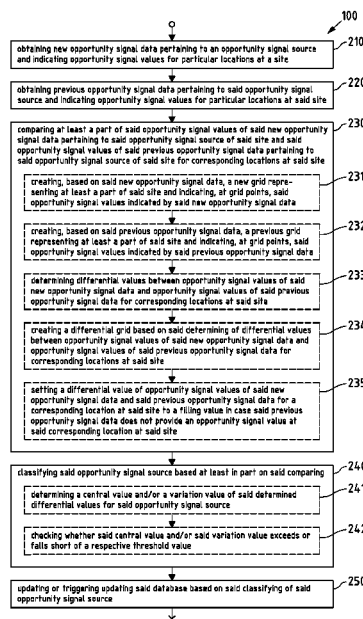 100
obtaining new opportunity signal data pertaining to an opportunity signal source
and indicating opportunity signal values for particular locations at a site
210
obtaining previous opportunity signal data pertaining to said opportunity signal
source and indicating opportunity signal values for particular locations at said site
220
comparing at least a part of said opportunity signal values of said new opportunity
signal data pertaining to said opportunity signal source of said site and said
opportunity signal values of said previous opportunity signal data pertaining to
said opportunity signal source of said site for corresponding locations at said site
230
creating, based on said new opportunity signal data, a new grid repre-
senting at least a part of said site and indicating, at grid points, said
opportunity signal values indicated by said new opportunity signal data
231
creating, based on said previous opportunity signal data, a previous grid
representing at least a part of said site and indicating, at grid points, said
opportunity signal values indicated by said previous opportunity signal data
232
determining differential values between opportunity signal values of said
new opportunity signal data and opportunity signal values of said previous
opportunity signal data for corresponding locations at said site
233
creating a differential grid based on said determining of differential values
between opportunity signal values of said new opportunity signal data and
opportunity signal values of said previous opportunity signal data for
corresponding locations at said site
234
setting a differential value of opportunity signal values of said new
opportunity signal data and said previous opportunity signal data for a
corresponding location at said site to a filling value in case said previous
opportunity signal data does not provide an opportunity signal value at
said corresponding location at said site
235
classifying said opportunity signal source based at least in part on said comparing
240
determining a central value and/or a variation value of said determined
differential values for said opportunity signal source
241
checking whether said central value and/or said variation value exceeds or
falls short of a respective threshold value
242
updating or triggering updating said database based on said classifying of said
opportunity signal source
250